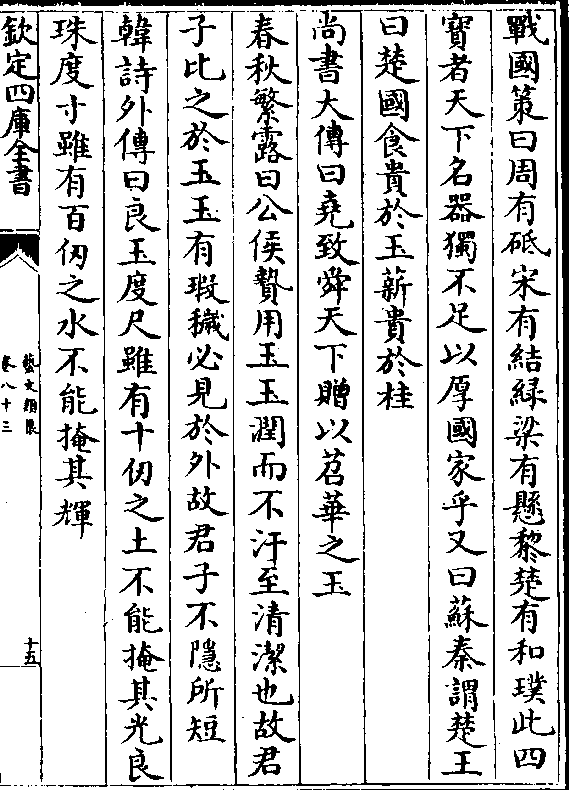 戰國策曰周有砥宋有結緑梁有懸黎楚有和璞此四
寳者天下名器獨不足以厚國家乎又曰蘇秦謂楚王
曰楚國食貴於玉薪貴於桂
尚書大傳曰堯致舜天下贈以苕華之玉
春秋繁露曰公侯贄用玉玉潤而不汙至清潔也故君
子比之於玉玉有瑕穢必見於外故君子不隱所短
韓詩外傳曰良玉度尺雖有十仞之土不能掩其光良
珠度寸雖有百仞之水不能掩其輝
欽定四庫全書
藝文類聚
卷八十三
十五